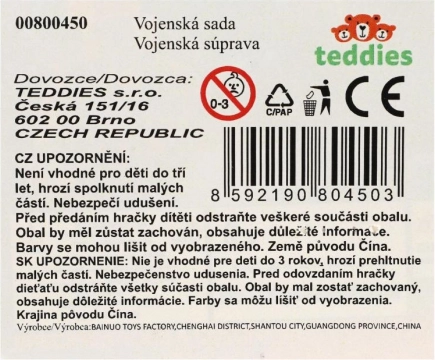 00800450
Vojenská sada
Vojenská súprava
teddies
Dovozce/Dovozca:
TEDDIES s.r.o.
Česká 151/16
602 00 Brno
CZECH REPUBLIC
0-3
C/PAP
CE
CZ UPOZORNĚNÍ:
Není vhodné pro děti do tří
let, hrozí spolknutí malých
částí. Nebezpečí udušení.
8 592190 804503
Před předáním hračky dítěti odstraňte veškeré součásti obalu.
Obal by měl zůstat zachován, obsahuje důležité informace.
Barvy se mohou lišit od vyobrazeného. Země původu Čína.
SK UPOZORNENIE: Nie je vhodné pre deti do 3 rokov, hrozí prehltnutie
malých častí. Nebezpečenstvo udusenia. Pred odovzdaním hračky
dieťaťu odstráňte všetky súčasti obalu. Obal by mal zostať zachovaný,
obsahuje dôležité informácie. Farby sa môžu líšiť od vyobrazenia.
Krajina pôvodu Čína.
Výrobce/Výrobca:BAINUO TOYS FACTORY,CHENGHAI DISTRICT,SHANTOU CITY,GUANGDONG PROVINCE,CHINA